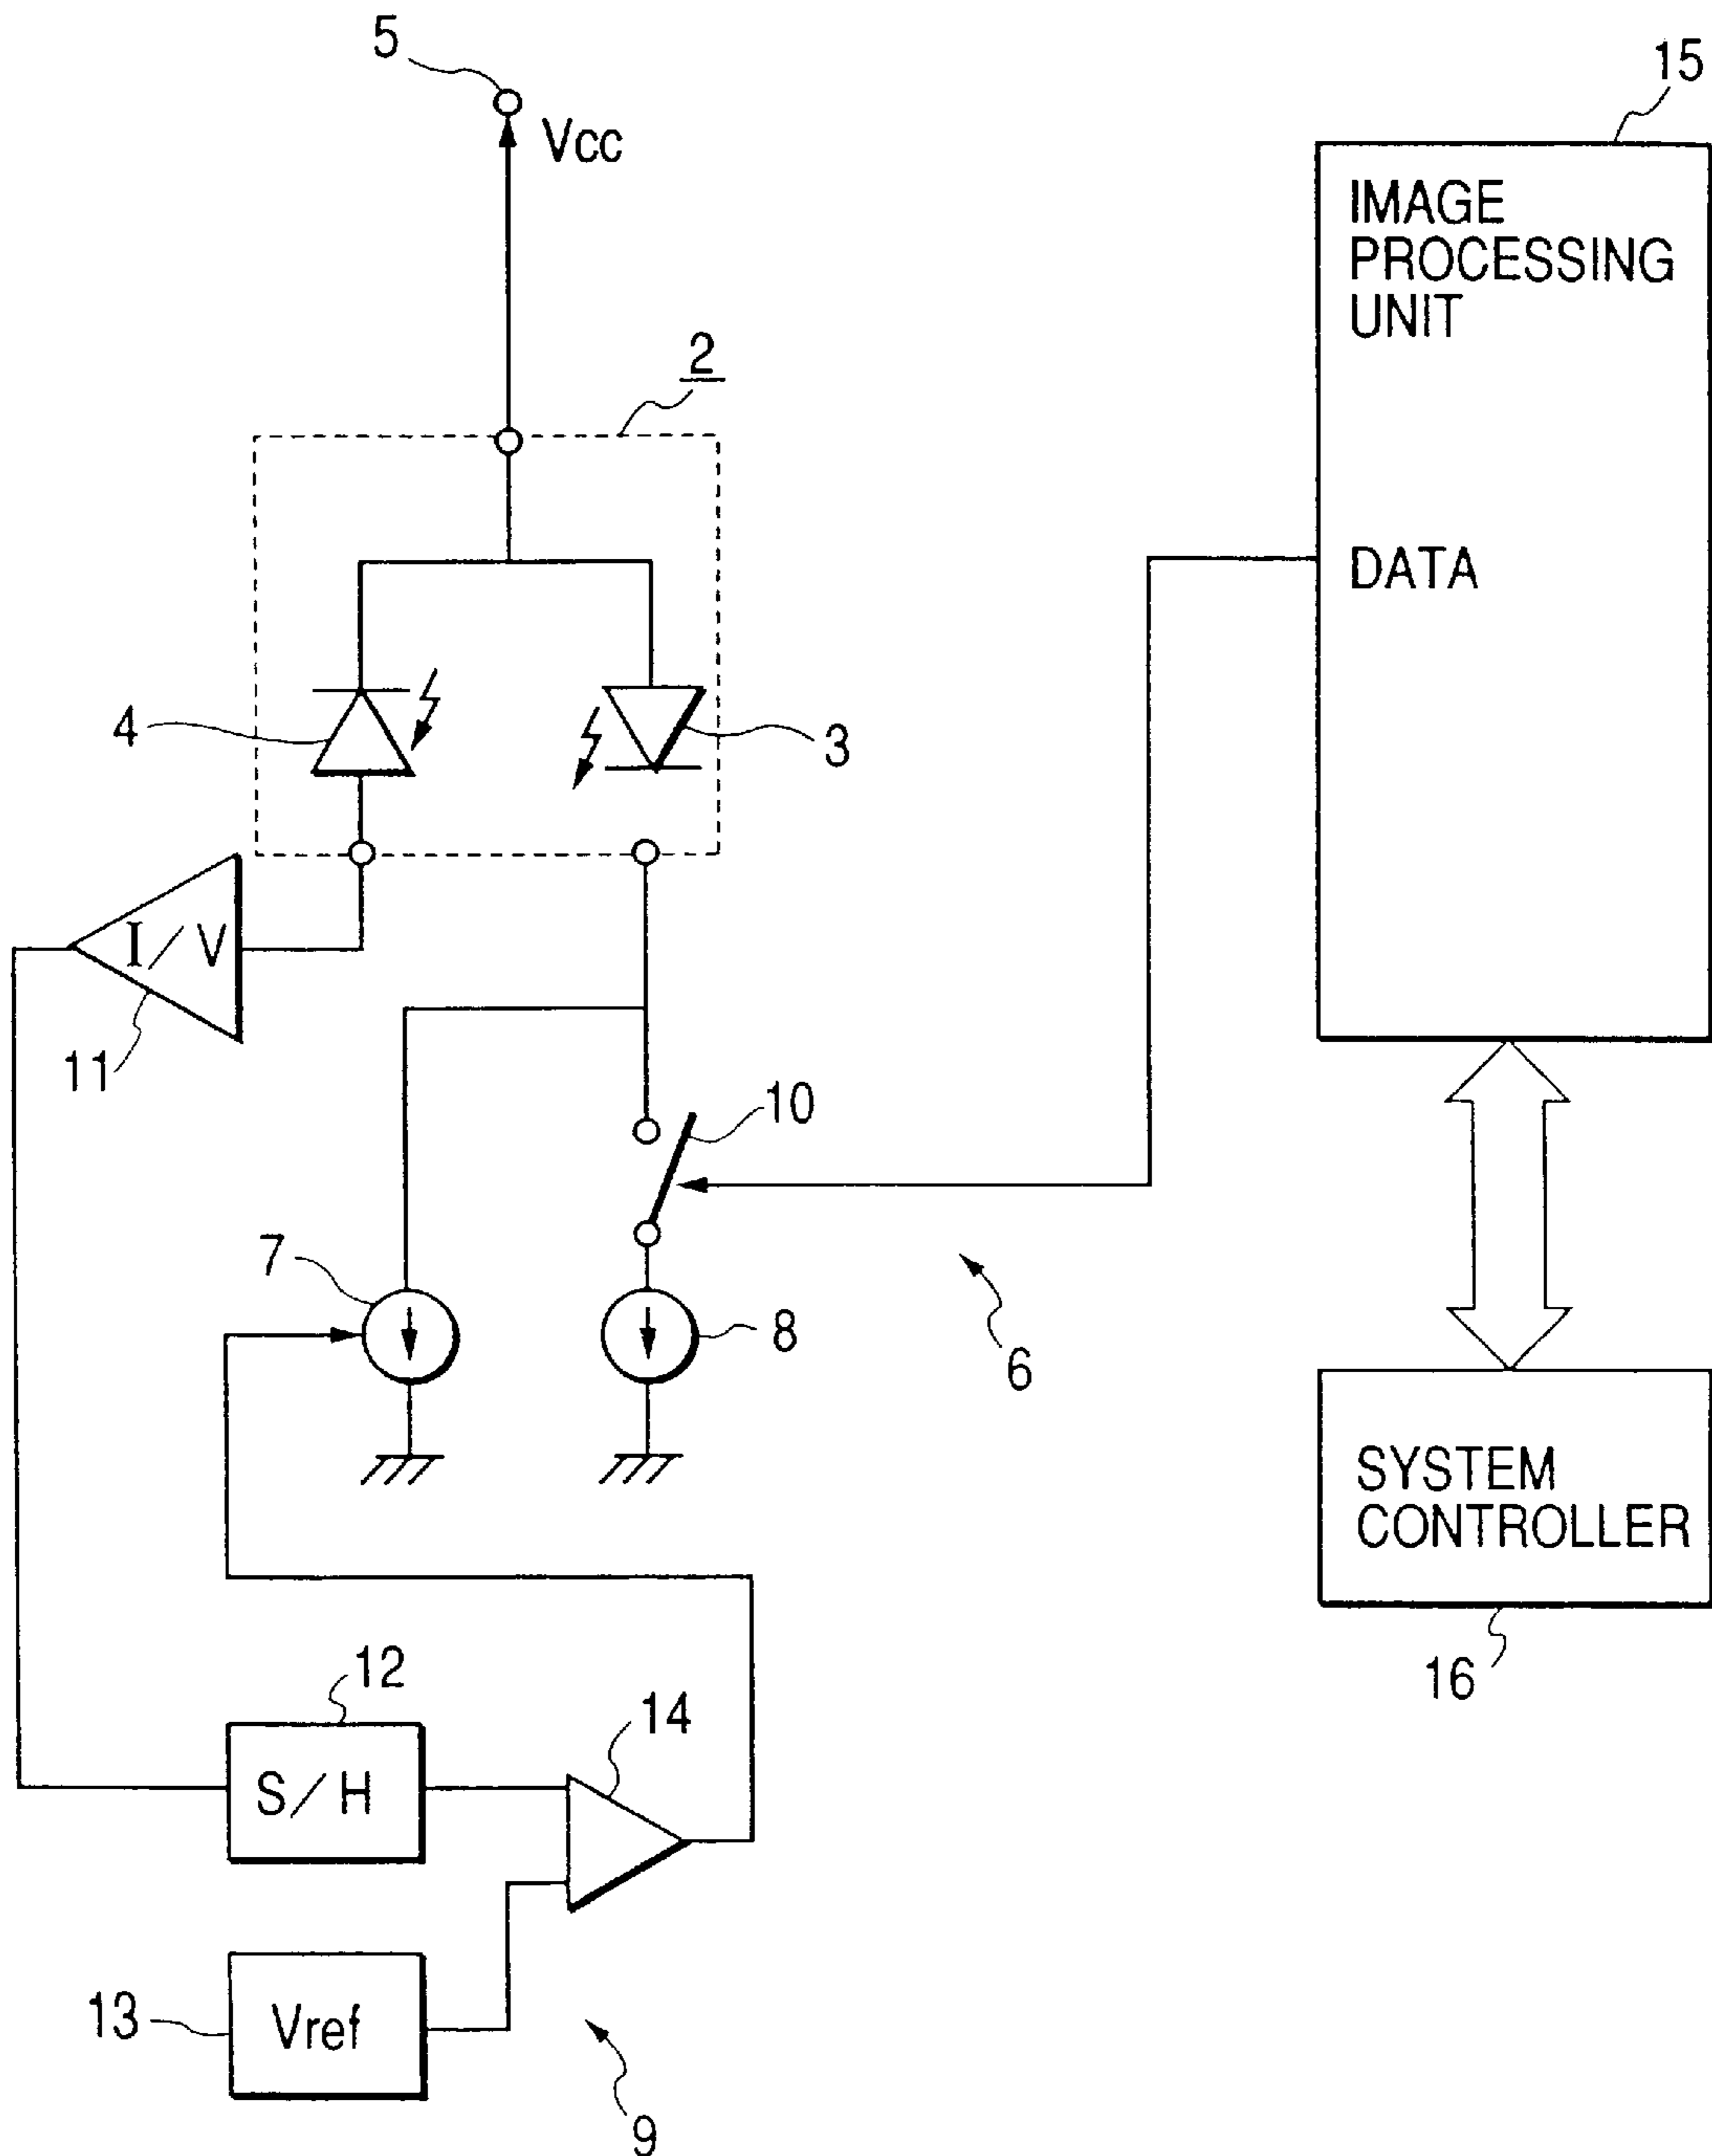 5
Vcc
15
IMAGE
PROCESSING
UNIT
2
DATA
4
3
I/V
11
10
7
8
6
SYSTEM
CONTROLLER
16
12
14
S/H
13
Vref
9